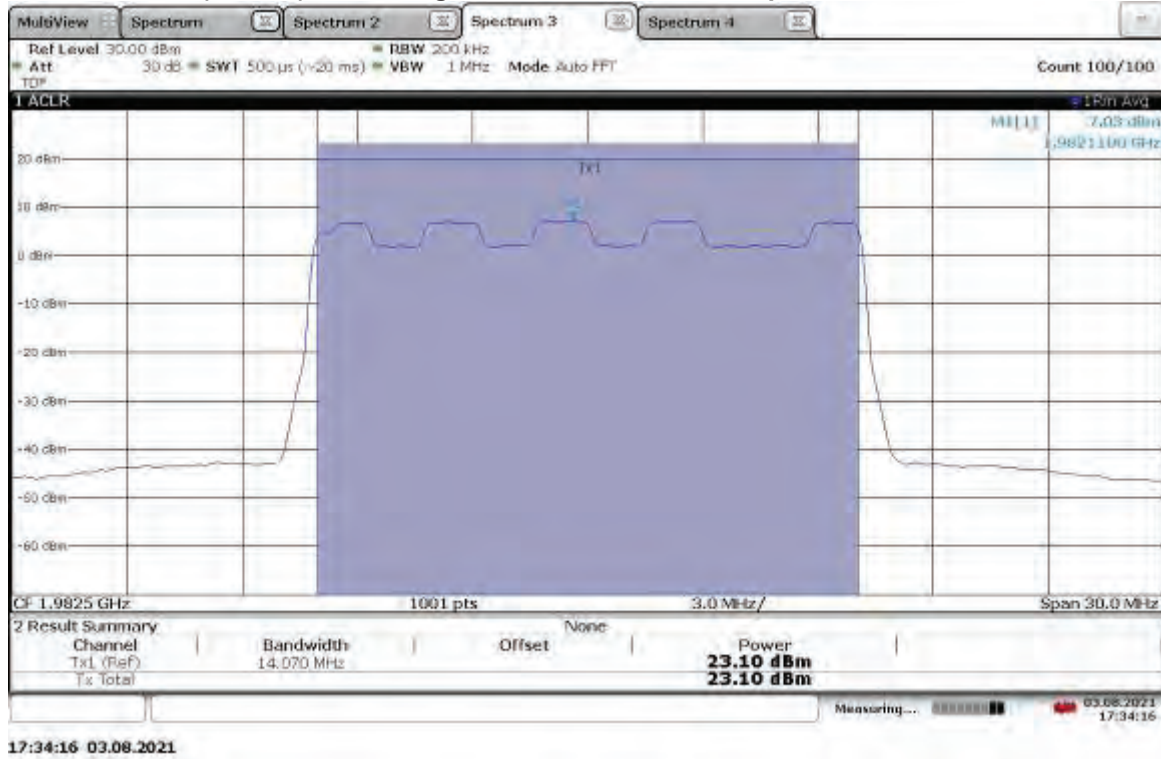 MultiView Spectrum Spectrum 2 Spectrum 3 Spectrum 4
Ref Level 30.00 dBm RBW 200 kHz
Att 30 dB SWT 500 µs (~20 ms) VBW 1 MHz Mode Auto FFT Count 100/100
TDF
1 ACLR 1Rm Avg
M1[1] 7.03 dBm
1.9821100 GHz
20 dBm
Tx1
10 dBm
0 dBm
-10 dBm
-20 dBm
-30 dBm
-40 dBm
-50 dBm
-60 dBm
CF 1.9825 GHz 1001 pts 3.0 MHz/ Span 30.0 MHz
2 Result Summary None
Channel Bandwidth Offset Power
Tx1 (Ref) 14.070 MHz 23.10 dBm
Tx Total 23.10 dBm
Measuring... 03.08.2021
17:34:16
17:34:16 03.08.2021